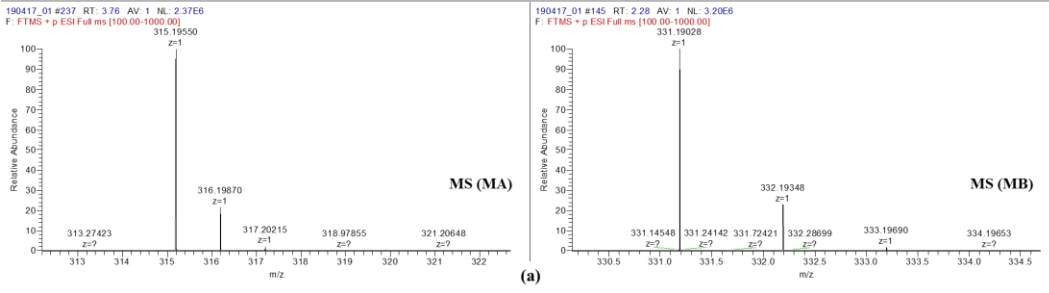 190417_01 #237 RT: 3.76 AV: 1 NL: 2.37E6
F: FTMS + p ESI Full ms [100.00-1000.00]
315.19550
z=1
100
90
80
70
60
50
40
30
20
10
0
Relative Abundance
MS (MA)
316.19870
z=1
313.27423
z=?
317.20215
z=1
318.97855
z=?
321.20648
z=?
313 314 315 316 317 318 319 320 321 322
m/z
190417_01 #145 RT: 2.28 AV: 1 NL: 3.20E6
F: FTMS + p ESI Full ms [100.00-1000.00]
331.19028
z=1
100
90
80
70
60
50
40
30
20
10
0
Relative Abundance
MS (MB)
332.19348
z=1
331.14548
z=?
331.24142
z=?
331.72421
z=?
332.28699
z=?
333.19690
z=1
334.19653
z=?
330.5 331.0 331.5 332.0 332.5 333.0 333.5 334.0 334.5
m/z
(a)